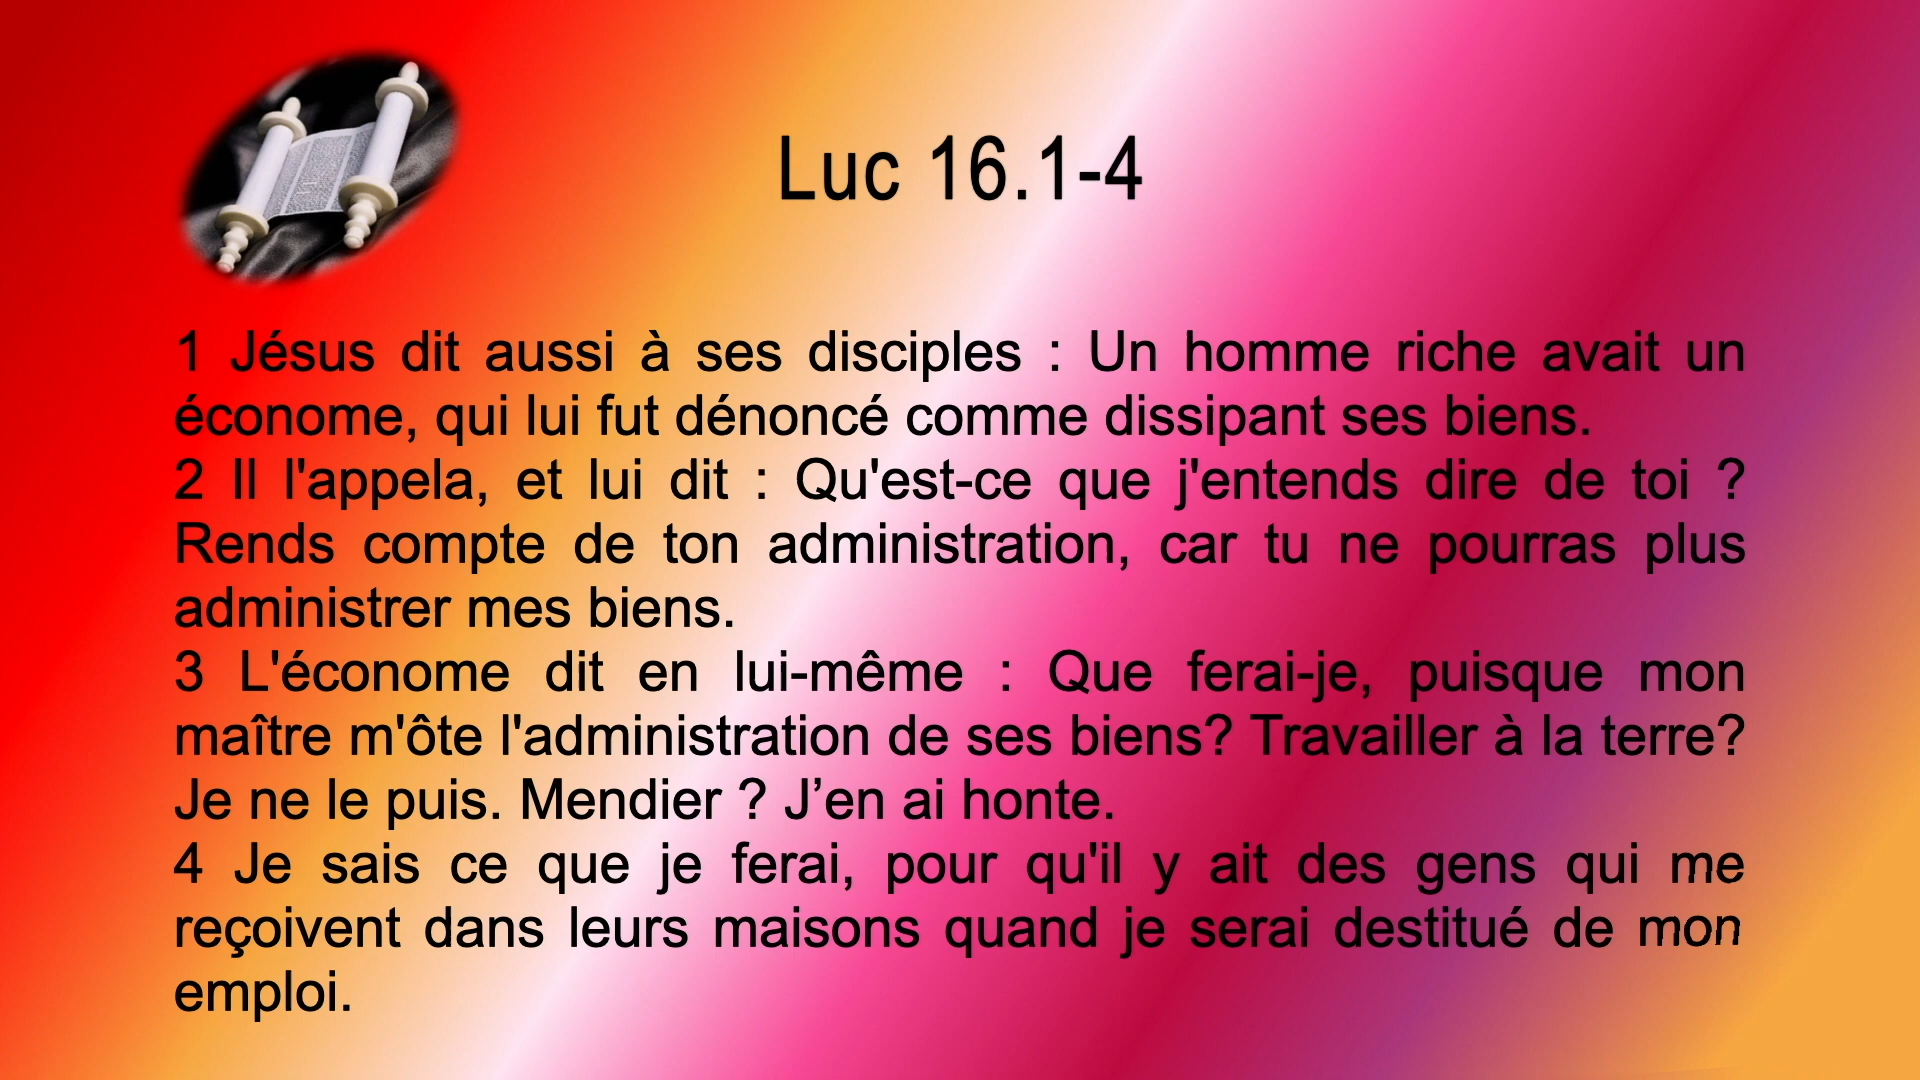 Luc 16.1-4
1 Jésus dit aussi à ses disciples : Un homme riche avait un
économe, qui lui fut dénoncé comme dissipant ses biens.
2 Il l'appela, et lui dit : Qu'est-ce que j'entends dire de toi ?
Rends compte de ton administration, car tu ne pourras plus
administrer mes biens.
3 L'économe dit en lui-même : Que ferai-je, puisque mon
maître m'ôte l'administration de ses biens? Travailler à la terre?
Je ne le puis. Mendier ? J’en ai honte.
4 Je sais ce que je ferai, pour qu'il y ait des gens qui me
reçoivent dans leurs maisons quand je serai destitué de mon
emploi.